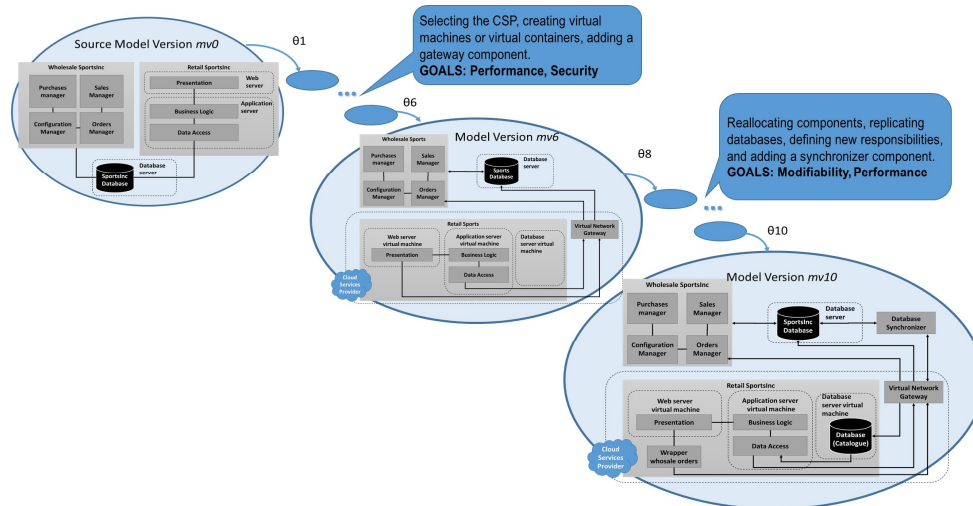 Source Model Version mv0
Wholesale SportsInc
Purchases
manager
Sales
Manager
Configuration
Manager
Orders
Manager
Retail SportsInc
Presentation
Web
server
Application
server
Business Logic
Data Access
SportsInc
Database
Database
server
θ1
Selecting the CSP, creating virtual
machines or virtual containers, adding a
gateway component.
GOALS: Performance, Security
θ6
Model Version mv6
Wholesale Sports
Purchases
manager
Sales
Manager
Configuration
Manager
Orders
Manager
Sports
Database
Database
server
Retail Sports
Web server
virtual machine
Presentation
Application server
virtual machine
Business Logic
Data Access
Database
server virtual
machine
Virtual Network
Gateway
Cloud
Services
Provider
θ8
Reallocating components, replicating
databases, defining new responsibilities,
and adding a synchronizer component.
GOALS: Modifiability, Performance
θ10
Model Version mv10
Wholesale SportsInc
Purchases
manager
Sales
Manager
Configuration
Manager
Orders
Manager
SportsInc
Database
Database
server
Database
Synchronizer
Virtual Network
Gateway
Retail SportsInc
Web server
virtual machine
Presentation
Wrapper
whosale orders
Application server
virtual machine
Business Logic
Data Access
Database
server virtual
machine
Database
(Catalogue)
Cloud
Services
Provider